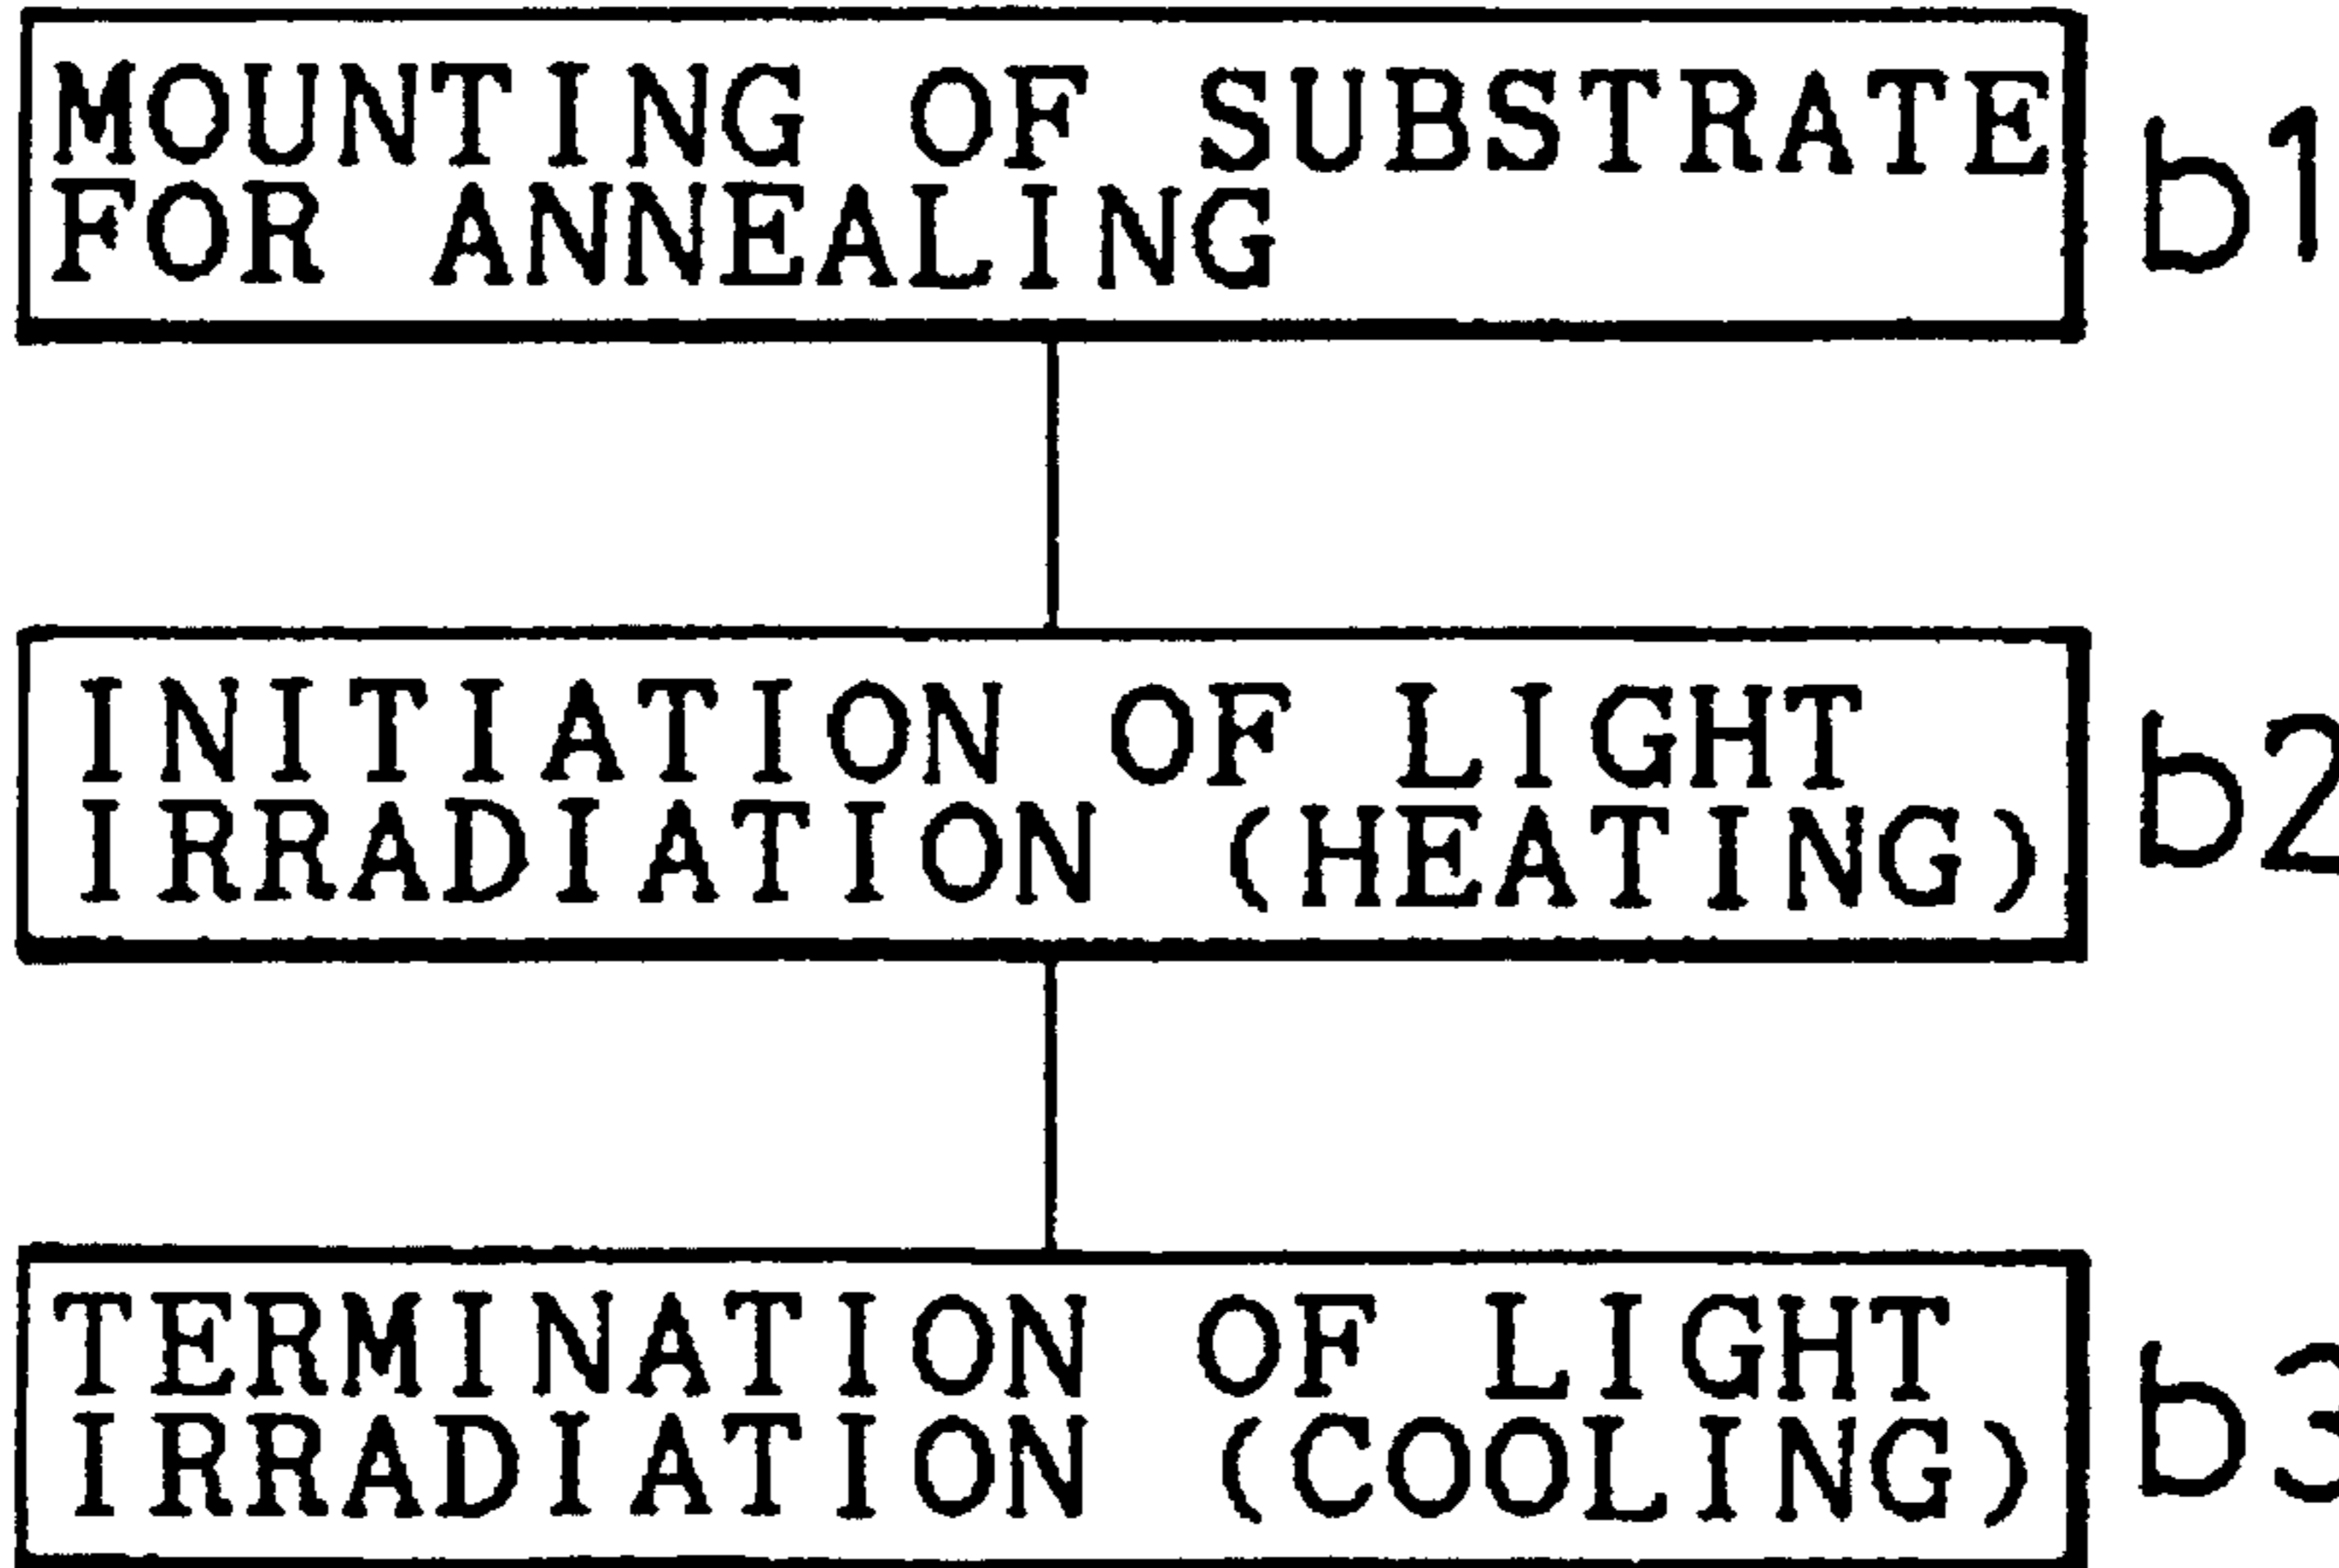 MOUNTING OF SUBSTRATE
FOR ANNEALING
b1
INITIATION OF LIGHT
IRRADIATION (HEATING)
b2
TERMINATION OF LIGHT
IRRADIATION (COOLING)
b3